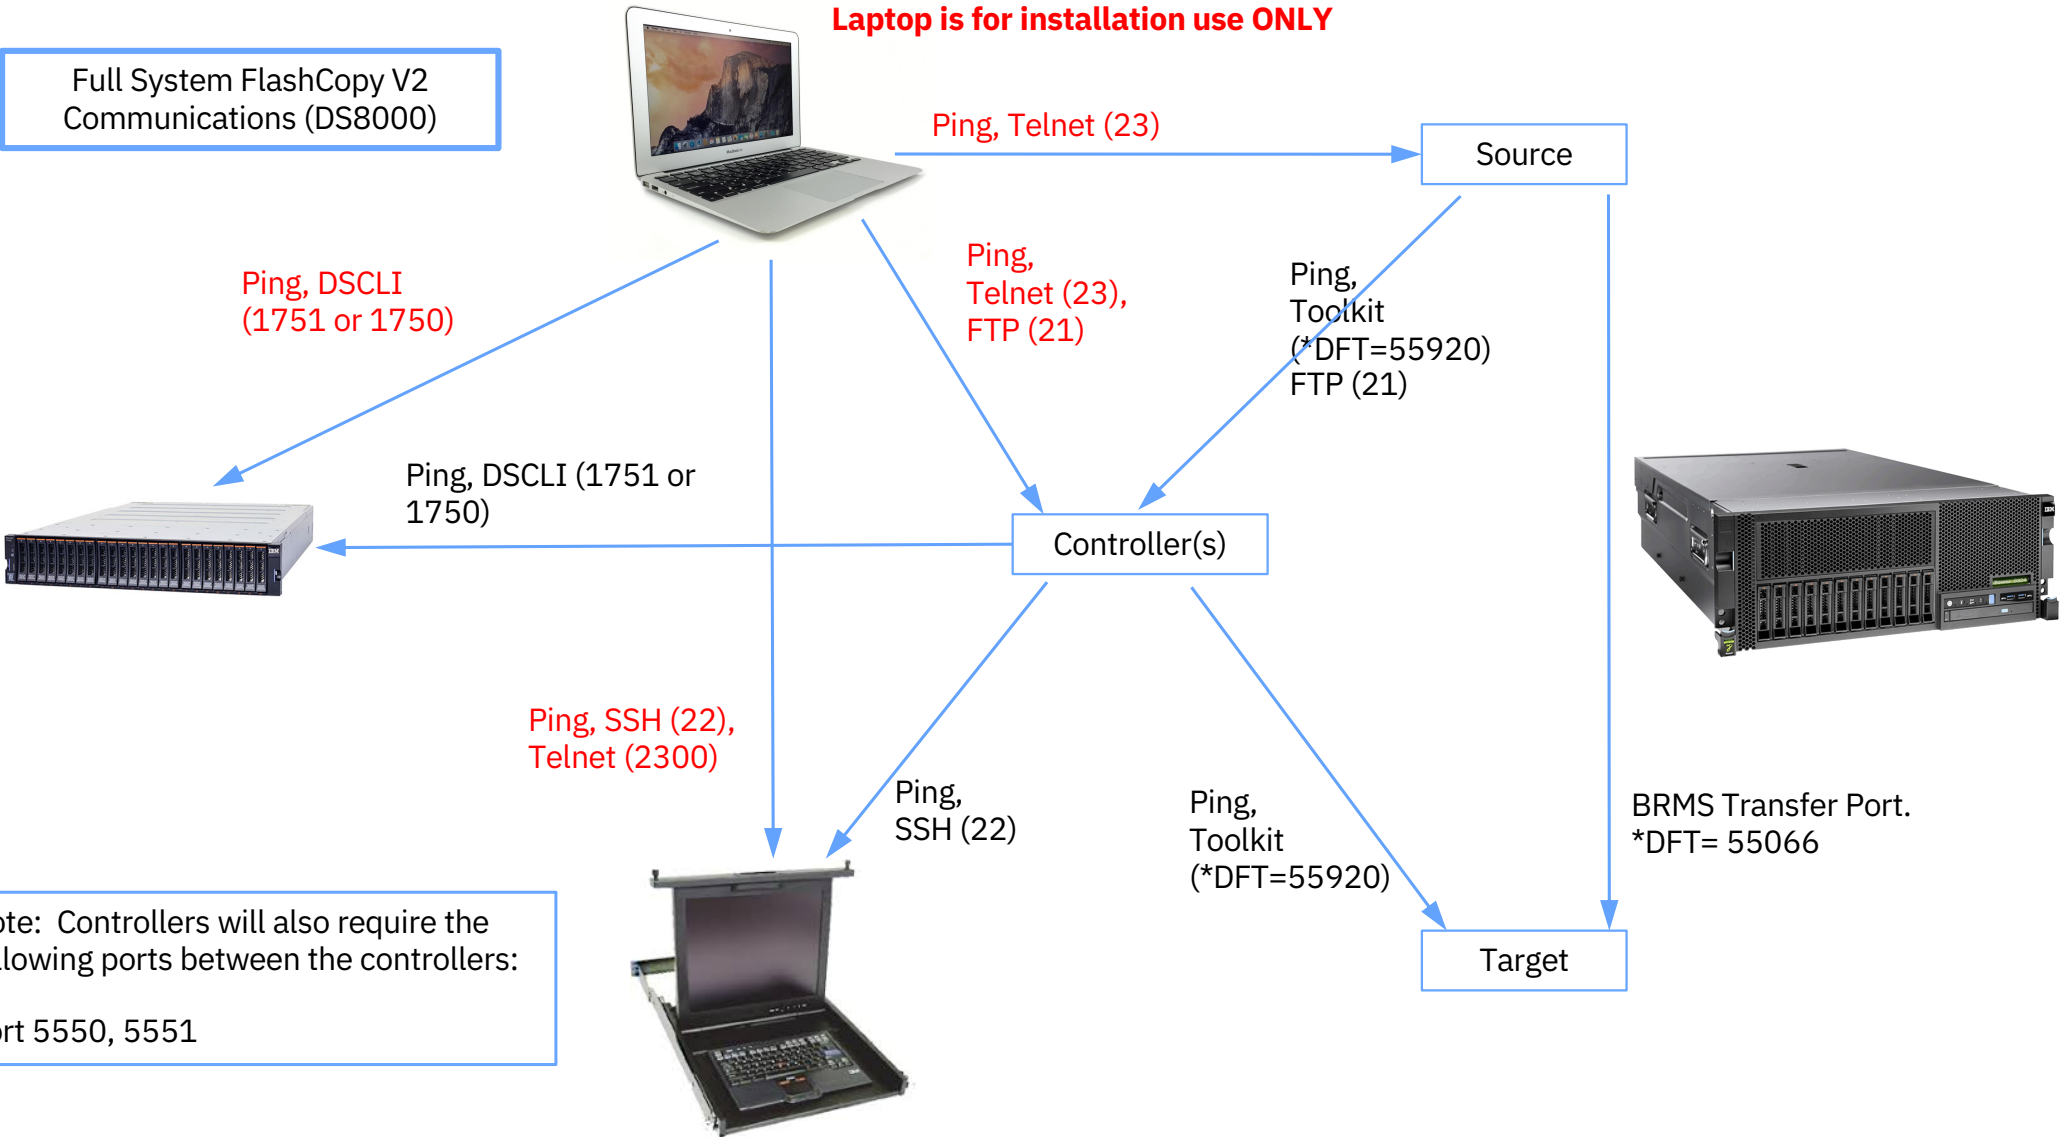 Laptop is for installation use ONLY
Full System FlashCopy V2
Communications (DS8000)
Ping, Telnet (23)
Source
Ping, DSCLI
(1751 or 1750)
Ping,
Telnet (23),
FTP (21)
Ping,
Toolkit
(*DFT=55920)
FTP (21)
Ping, DSCLI (1751 or
1750)
Controller(s)
Ping, SSH (22),
Telnet (2300)
Ping,
SSH (22)
Ping,
Toolkit
(*DFT=55920)
BRMS Transfer Port.
*DFT= 55066
Target
ote: Controllers will also require the
llowing ports between the controllers:
ort 5550, 5551